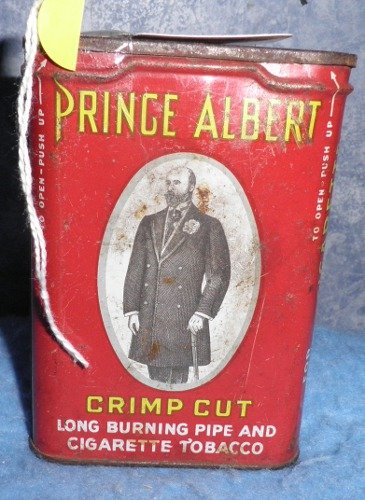 PRINCE ALBERT
TO OPEN - PUSH UP
TO OPEN - PUSH UP
CRIMP CUT
LONG BURNING PIPE AND
CIGARETTE TOBACCO